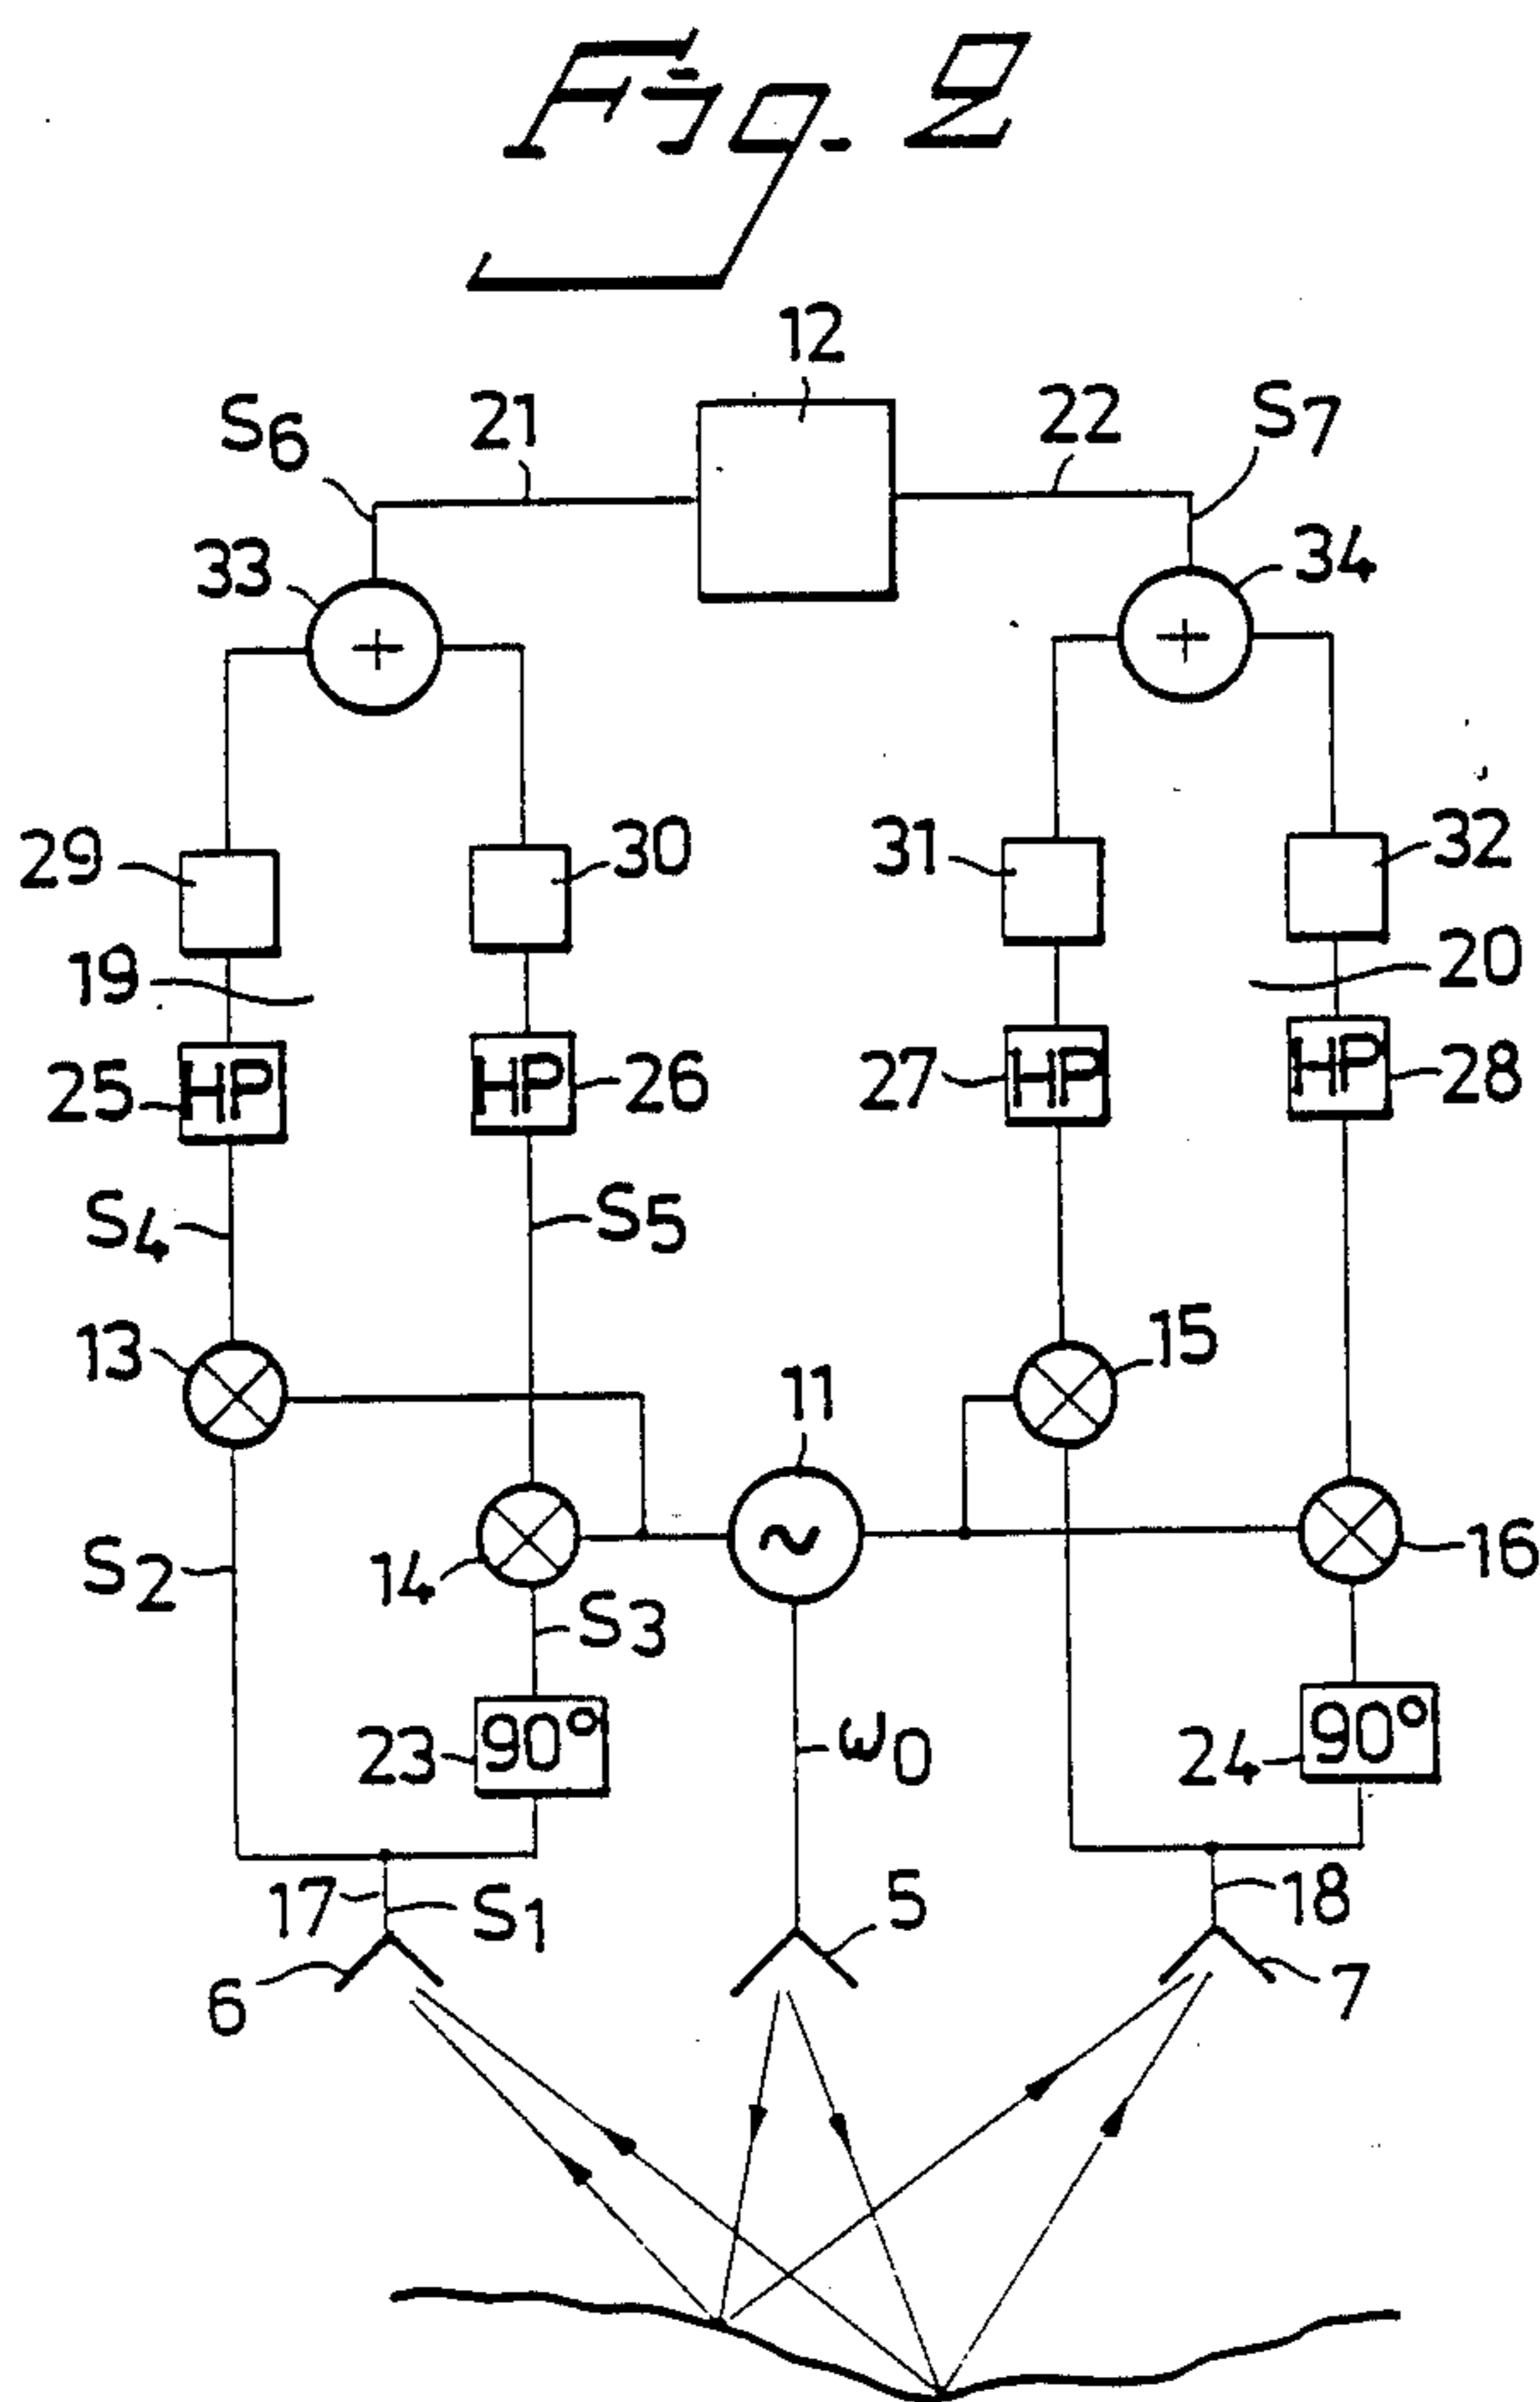 Fig. 2
12
S6 21 22 S7
33 34
29 30 31 32
19 20
25 HP HP 26 27 HP HP 28
S4 S5
13 15
11
S2 14 ~ 16
S3
23 90° ω0 24 90°
17 S1 5 18
6 7